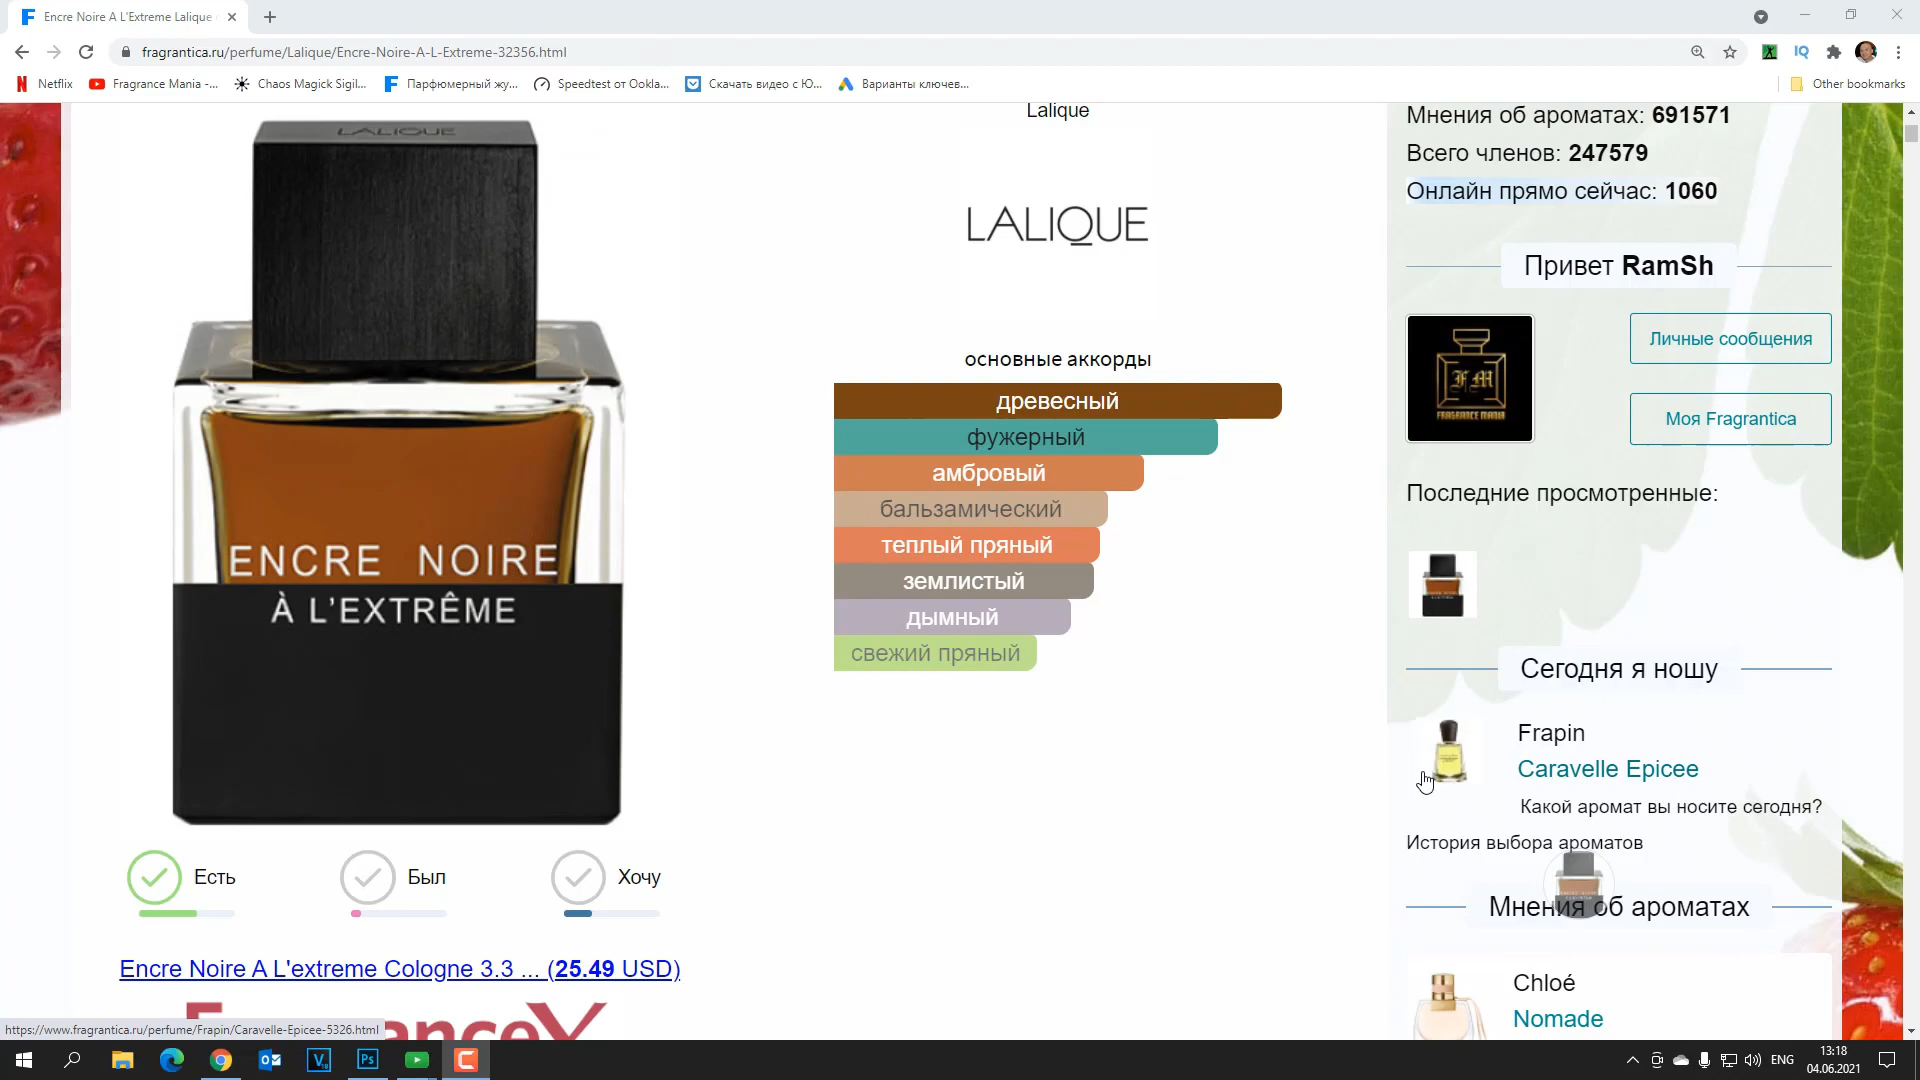 Encre Noire A L'Extreme Lalique
fragrantica.ru/perfume/Lalique/Encre-Noire-A-L-Extreme-32356.html
IQ
Netflix
Fragrance Mania -...
Chaos Magick Sigil...
Парфюмерный жу...
Speedtest от Ookla...
Скачать видео с Ю...
Варианты ключев...
Other bookmarks
LALIQUE
ENCRE NOIRE
À L'EXTRÊME
Есть
Был
Хочу
Encre Noire A L'extreme Cologne 3.3 ... (25.49 USD)
Lalique
LALIQUE
основные аккорды
древесный
фужерный
амбровый
бальзамический
теплый пряный
землистый
дымный
свежий пряный
Мнения об ароматах: 691571
Всего членов: 247579
Онлайн прямо сейчас: 1060
Привет RamSh
FM
FRAGRANCE MANIA
Личные сообщения
Моя Fragrantica
Последние просмотренные:
Сегодня я ношу
Frapin
Caravelle Epicee
Какой аромат вы носите сегодня?
История выбора ароматов
Мнения об ароматах
Chloé
Nomade
https://www.fragrantica.ru/perfume/Frapin/Caravelle-Epicee-5326.html
Ps
ENG
13:18
04.06.2021